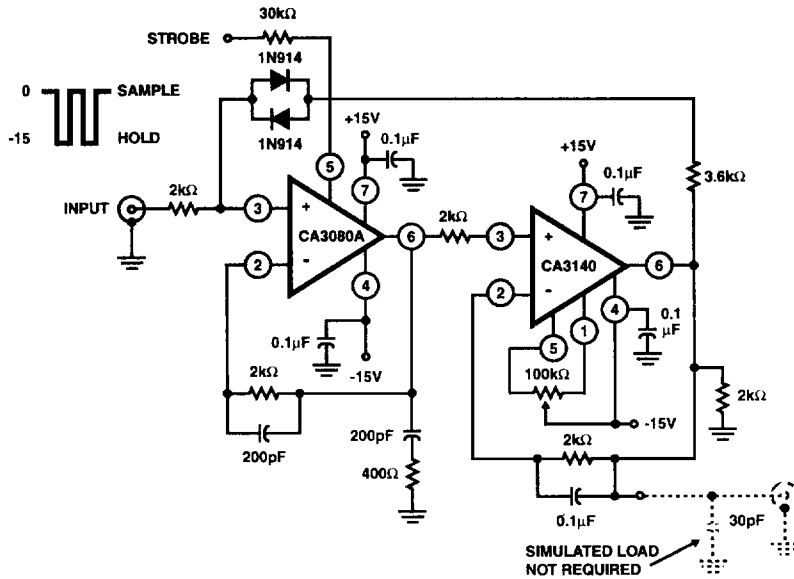 30kΩ
STROBE
1N914
0
SAMPLE
-15
HOLD
1N914
+15V
0.1µF
+15V
0.1µF
5
7
7
3.6kΩ
2kΩ
INPUT
3
+
CA3080A
6
2kΩ
3
+
CA3140
6
2
-
4
2
-
4
0.1
µF
5
1
0.1µF
-15V
100kΩ
2kΩ
-15V
2kΩ
200pF
200pF
400Ω
2kΩ
0.1µF
30pF
SIMULATED LOAD
NOT REQUIRED